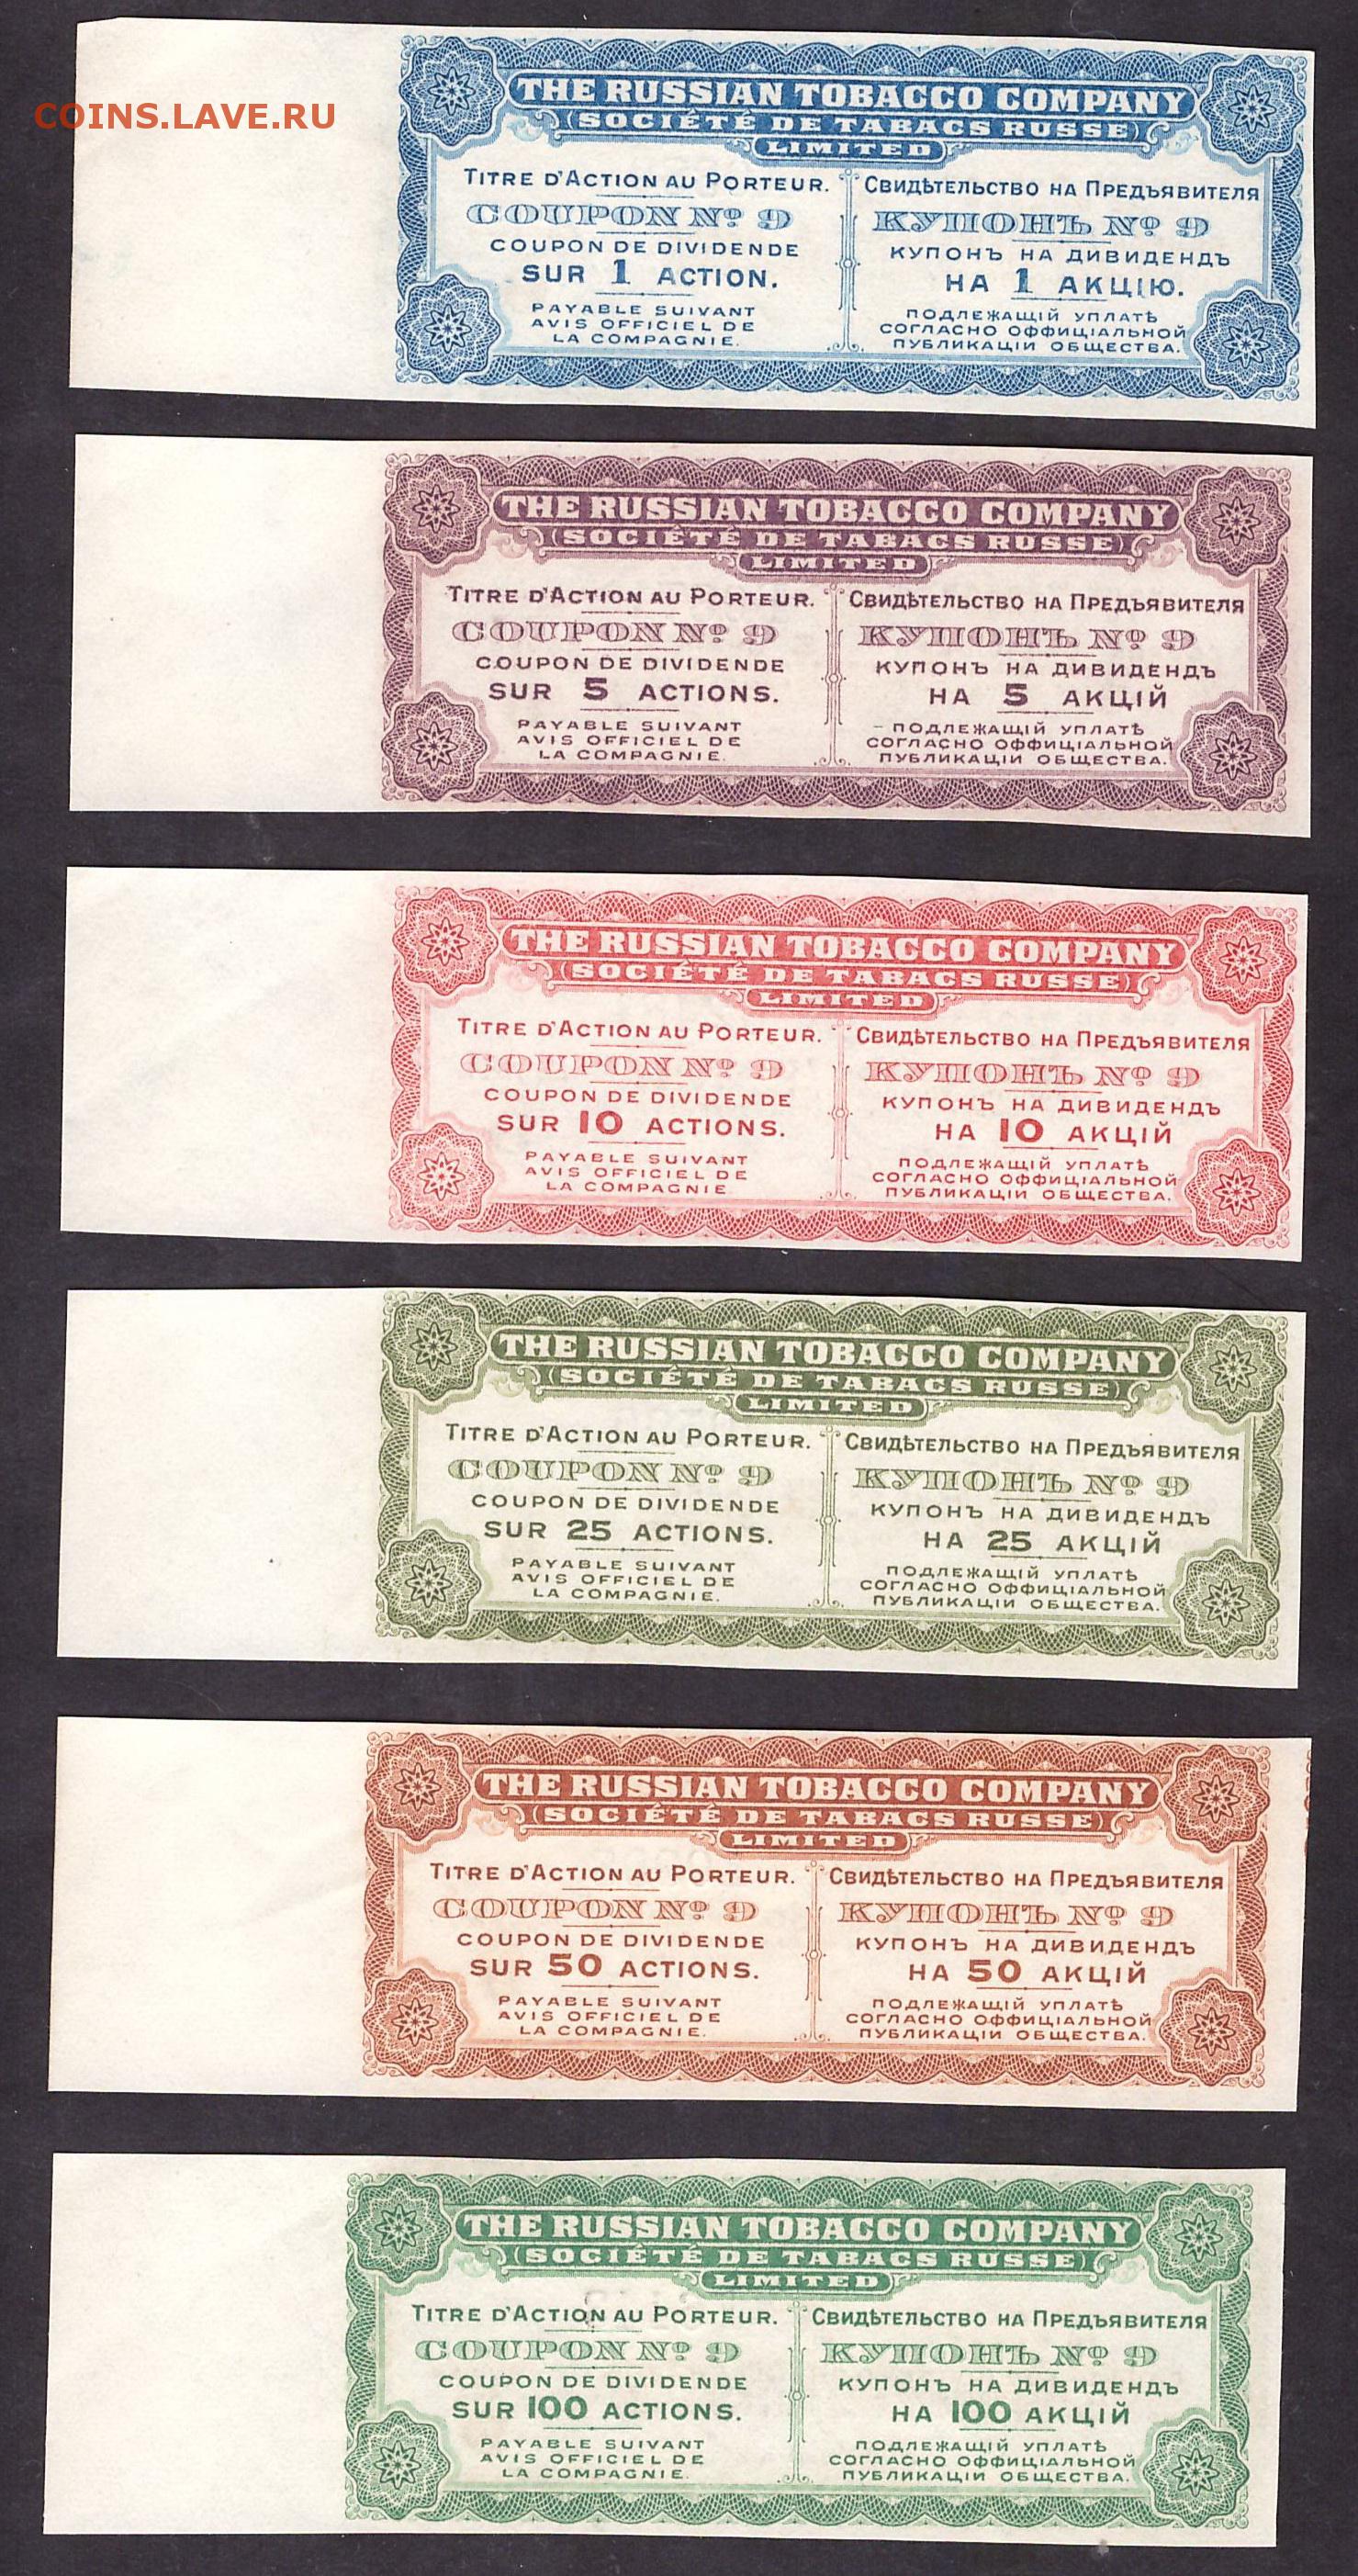 COINS.LAVE.RU
THE RUSSIAN TOBACCO COMPANY
(SOCIÉTÉ DE TABACS RUSSE)
LIMITED
TITRE D'ACTION AU PORTEUR.
COUPON Nº 9
COUPON DE DIVIDENDE
SUR 1 ACTION.
PAYABLE SUIVANT
AVIS OFFICIEL DE
LA COMPAGNIE.
СВИДѢТЕЛЬСТВО НА ПРЕДЪЯВИТЕЛЯ
КУПОНЪ Nº 9
КУПОНЪ НА ДИВИДЕНДЪ
НА 1 АКЦІЮ.
ПОДЛЕЖАЩІЙ УПЛАТѢ
СОГЛАСНО ОФФИЦІАЛЬНОЙ
ПУБЛИКАЦІИ ОБЩЕСТВА.
THE RUSSIAN TOBACCO COMPANY
(SOCIÉTÉ DE TABACS RUSSE)
LIMITED
TITRE D'ACTION AU PORTEUR.
COUPON Nº 9
COUPON DE DIVIDENDE
SUR 5 ACTIONS.
PAYABLE SUIVANT
AVIS OFFICIEL DE
LA COMPAGNIE.
СВИДѢТЕЛЬСТВО НА ПРЕДЪЯВИТЕЛЯ
КУПОНЪ Nº 9
КУПОНЪ НА ДИВИДЕНДЪ
НА 5 АКЦІЙ
ПОДЛЕЖАЩІЙ УПЛАТѢ
СОГЛАСНО ОФФИЦІАЛЬНОЙ
ПУБЛИКАЦІИ ОБЩЕСТВА.
THE RUSSIAN TOBACCO COMPANY
(SOCIÉTÉ DE TABACS RUSSE)
LIMITED
TITRE D'ACTION AU PORTEUR.
COUPON Nº 9
COUPON DE DIVIDENDE
SUR 10 ACTIONS.
PAYABLE SUIVANT
AVIS OFFICIEL DE
LA COMPAGNIE
СВИДѢТЕЛЬСТВО НА ПРЕДЪЯВИТЕЛЯ
КУПОНЪ Nº 9
КУПОНЪ НА ДИВИДЕНДЪ
НА 10 АКЦІЙ
ПОДЛЕЖАЩІЙ УПЛАТѢ
СОГЛАСНО ОФФИЦІАЛЬНОЙ
ПУБЛИКАЦІИ ОБЩЕСТВА.
THE RUSSIAN TOBACCO COMPANY
(SOCIÉTÉ DE TABACS RUSSE)
LIMITED
TITRE D'ACTION AU PORTEUR.
COUPON Nº 9
COUPON DE DIVIDENDE
SUR 25 ACTIONS.
PAYABLE SUIVANT
AVIS OFFICIEL DE
LA COMPAGNIE.
СВИДѢТЕЛЬСТВО НА ПРЕДЪЯВИТЕЛЯ
КУПОНЪ Nº 9
КУПОНЪ НА ДИВИДЕНДЪ
НА 25 АКЦІЙ
ПОДЛЕЖАЩІЙ УПЛАТѢ
СОГЛАСНО ОФФИЦІАЛЬНОЙ
ПУБЛИКАЦІИ ОБЩЕСТВА.
THE RUSSIAN TOBACCO COMPANY
(SOCIÉTÉ DE TABACS RUSSE)
LIMITED
TITRE D'ACTION AU PORTEUR.
COUPON Nº 9
COUPON DE DIVIDENDE
SUR 50 ACTIONS.
PAYABLE SUIVANT
AVIS OFFICIEL DE
LA COMPAGNIE.
СВИДѢТЕЛЬСТВО НА ПРЕДЪЯВИТЕЛЯ
КУПОНЪ Nº 9
КУПОНЪ НА ДИВИДЕНДЪ
НА 50 АКЦІЙ
ПОДЛЕЖАЩІЙ УПЛАТѢ
СОГЛАСНО ОФФИЦІАЛЬНОЙ
ПУБЛИКАЦІИ ОБЩЕСТВА.
THE RUSSIAN TOBACCO COMPANY
(SOCIÉTÉ DE TABACS RUSSE)
LIMITED
TITRE D'ACTION AU PORTEUR.
COUPON Nº 9
COUPON DE DIVIDENDE
SUR 100 ACTIONS.
PAYABLE SUIVANT
AVIS OFFICIEL DE
LA COMPAGNIE.
СВИДѢТЕЛЬСТВО НА ПРЕДЪЯВИТЕЛЯ
КУПОНЪ Nº 9
КУПОНЪ НА ДИВИДЕНДЪ
НА 100 АКЦІЙ
ПОДЛЕЖАЩІЙ УПЛАТѢ
СОГЛАСНО ОФФИЦІАЛЬНОЙ
ПУБЛИКАЦІИ ОБЩЕСТВА.